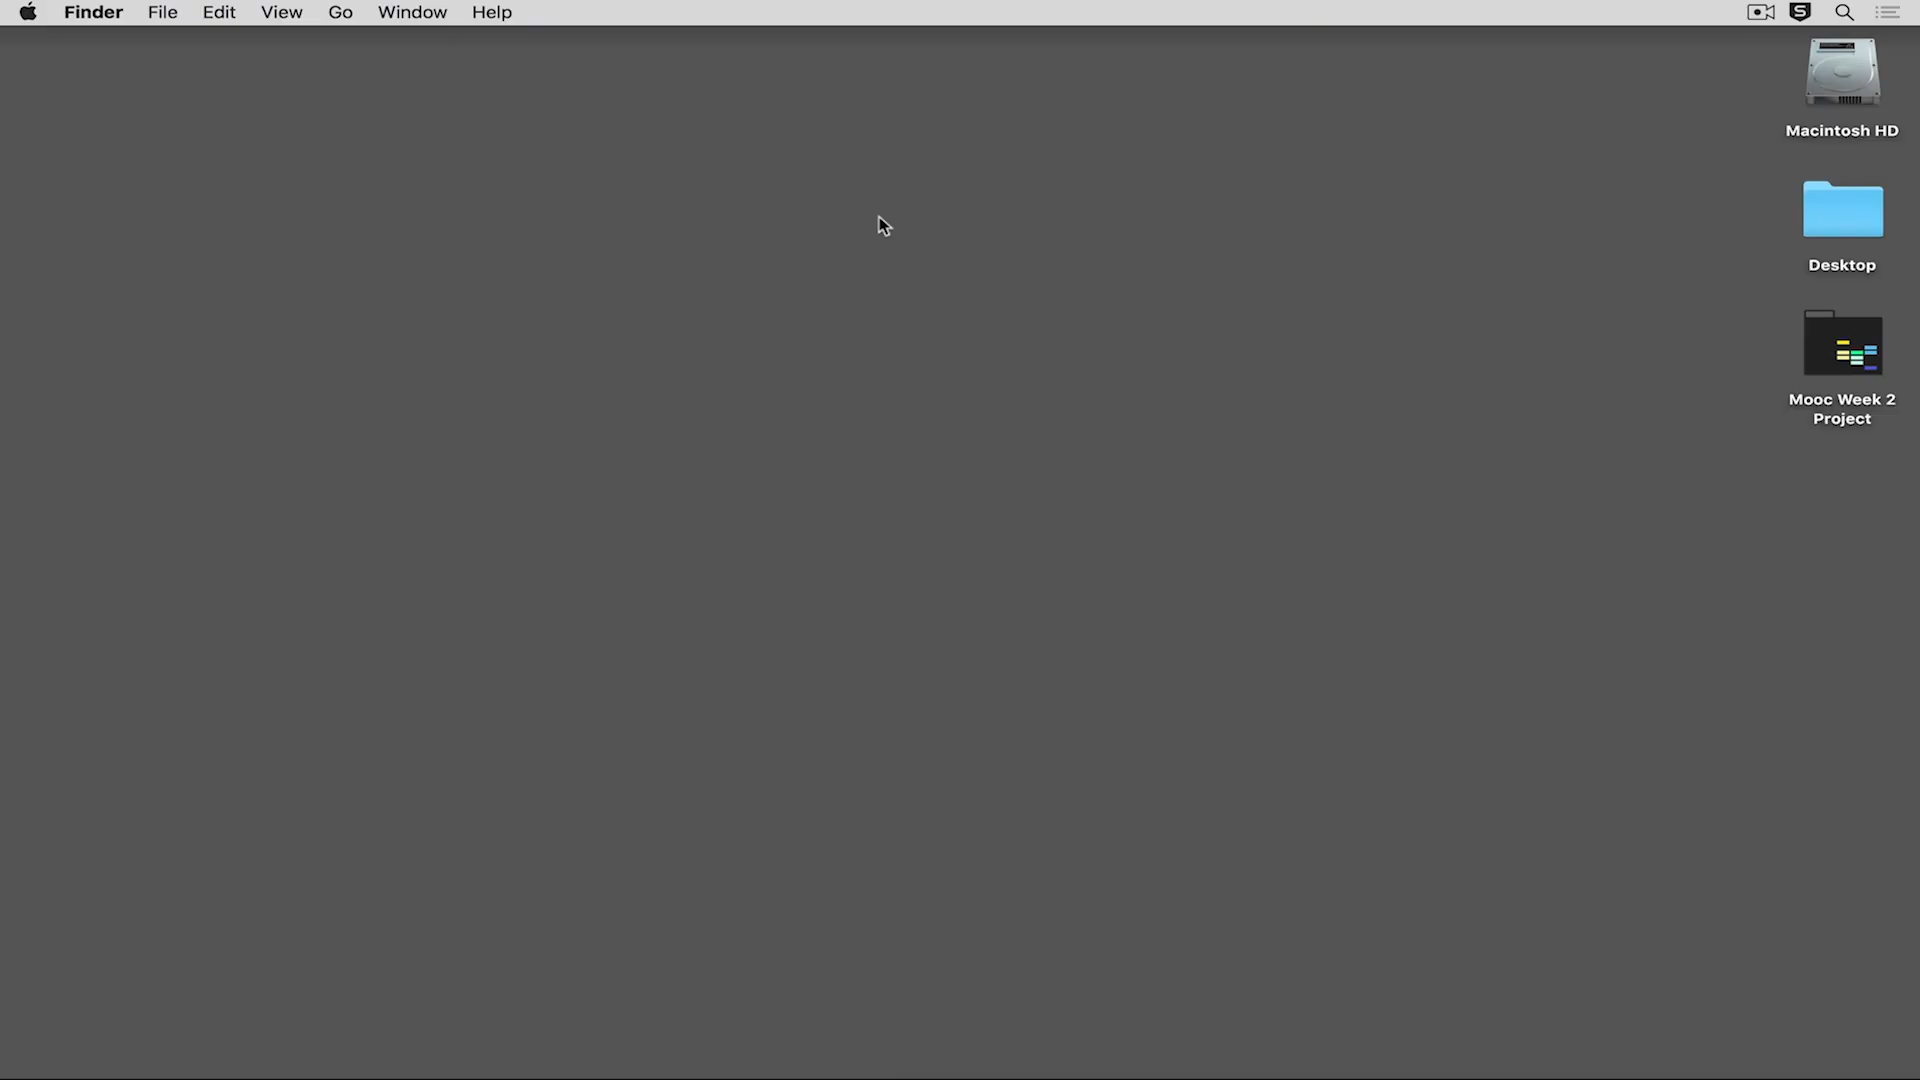 Finder File Edit View Go Window Help
Macintosh HD
Desktop
Mooc Week 2
Project